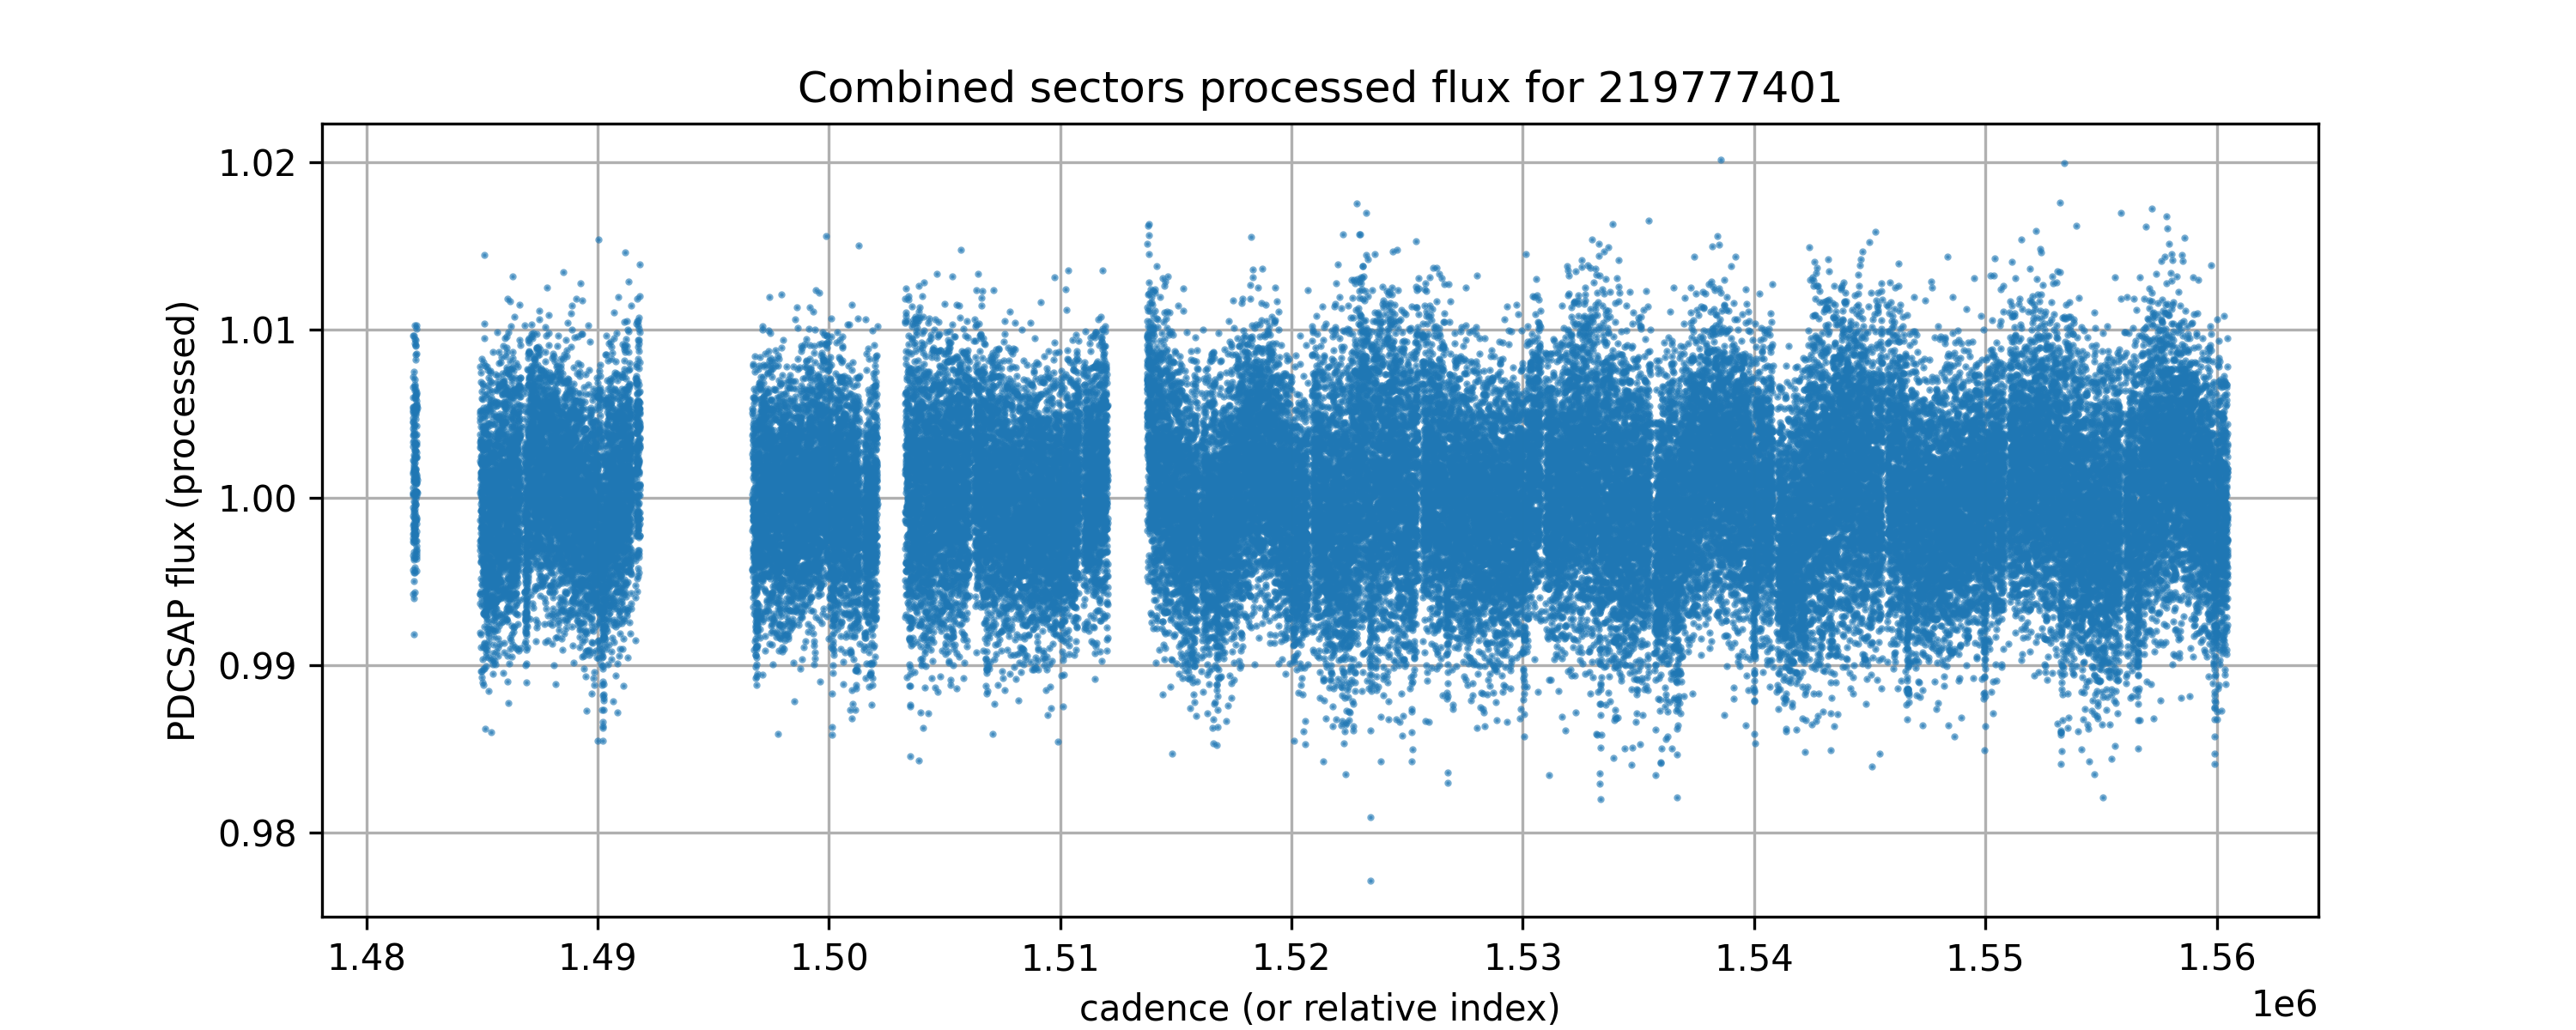 Combined sectors processed flux for 219777401
PDCSAP flux (processed)
1.02
1.01
1.00
0.99
0.98
1.48 1.49 1.50 1.51 1.52 1.53 1.54 1.55 1.56
cadence (or relative index)
1e6